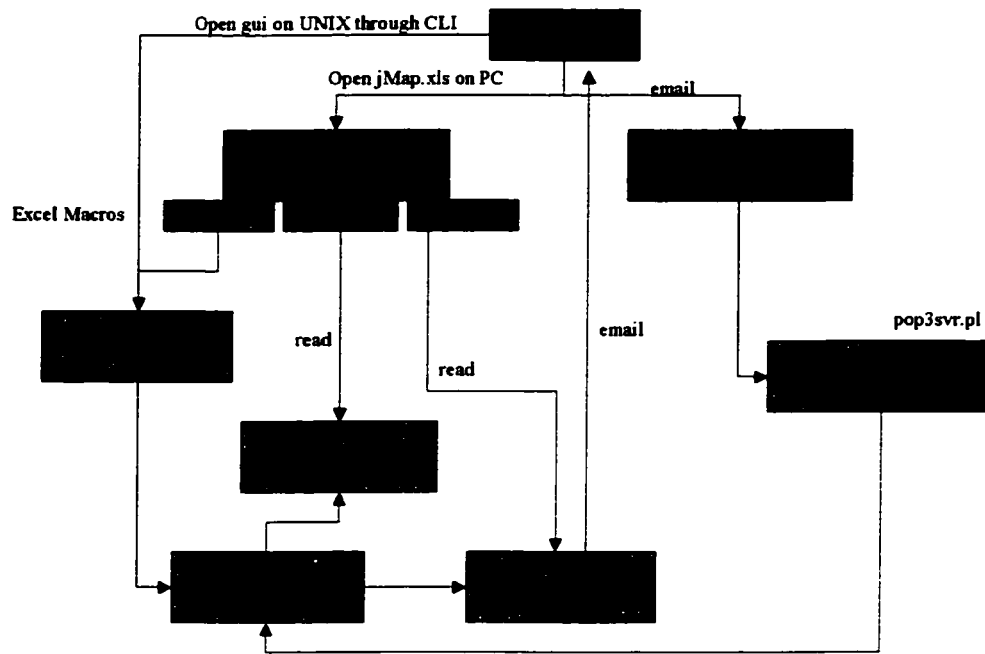 Open gui on UNIX through CLI
Open jMap.xls on PC
email
Excel Macros
pop3svr.pl
email
read
read